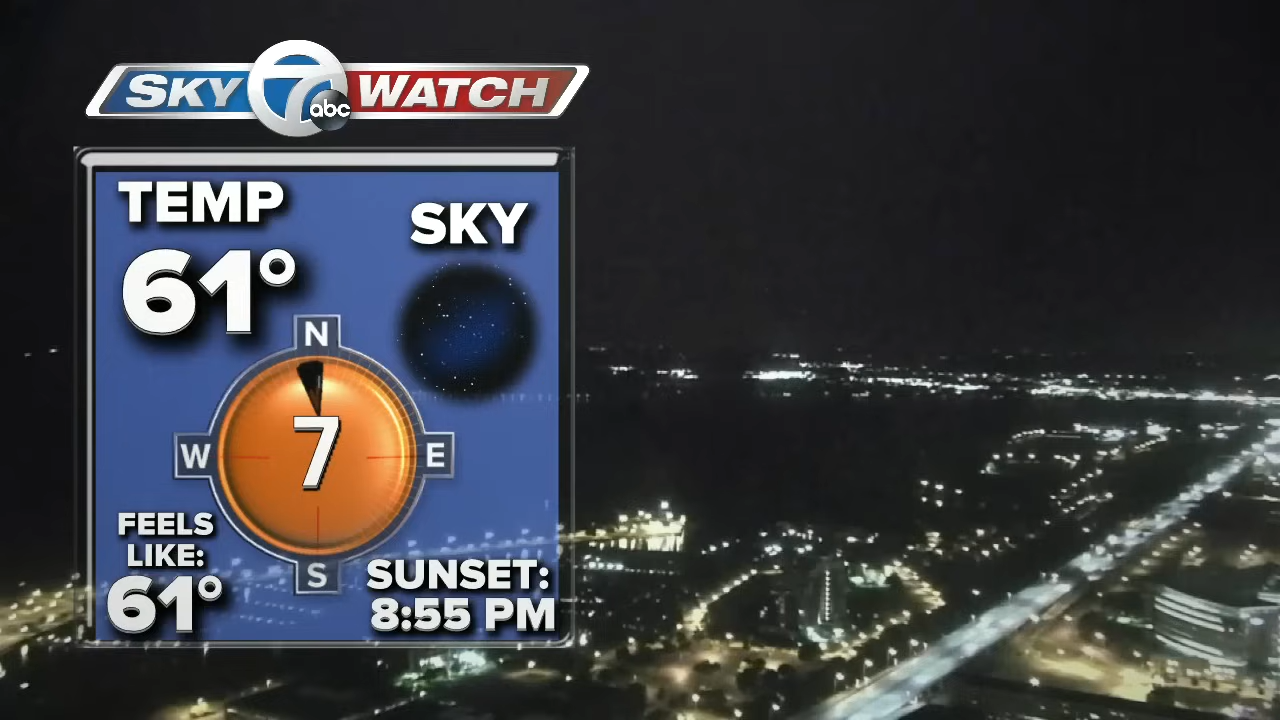 SKY 7 abc WATCH
TEMP
61°
SKY
N
W
7
E
S
FEELS
LIKE:
61°
SUNSET:
8:55 PM